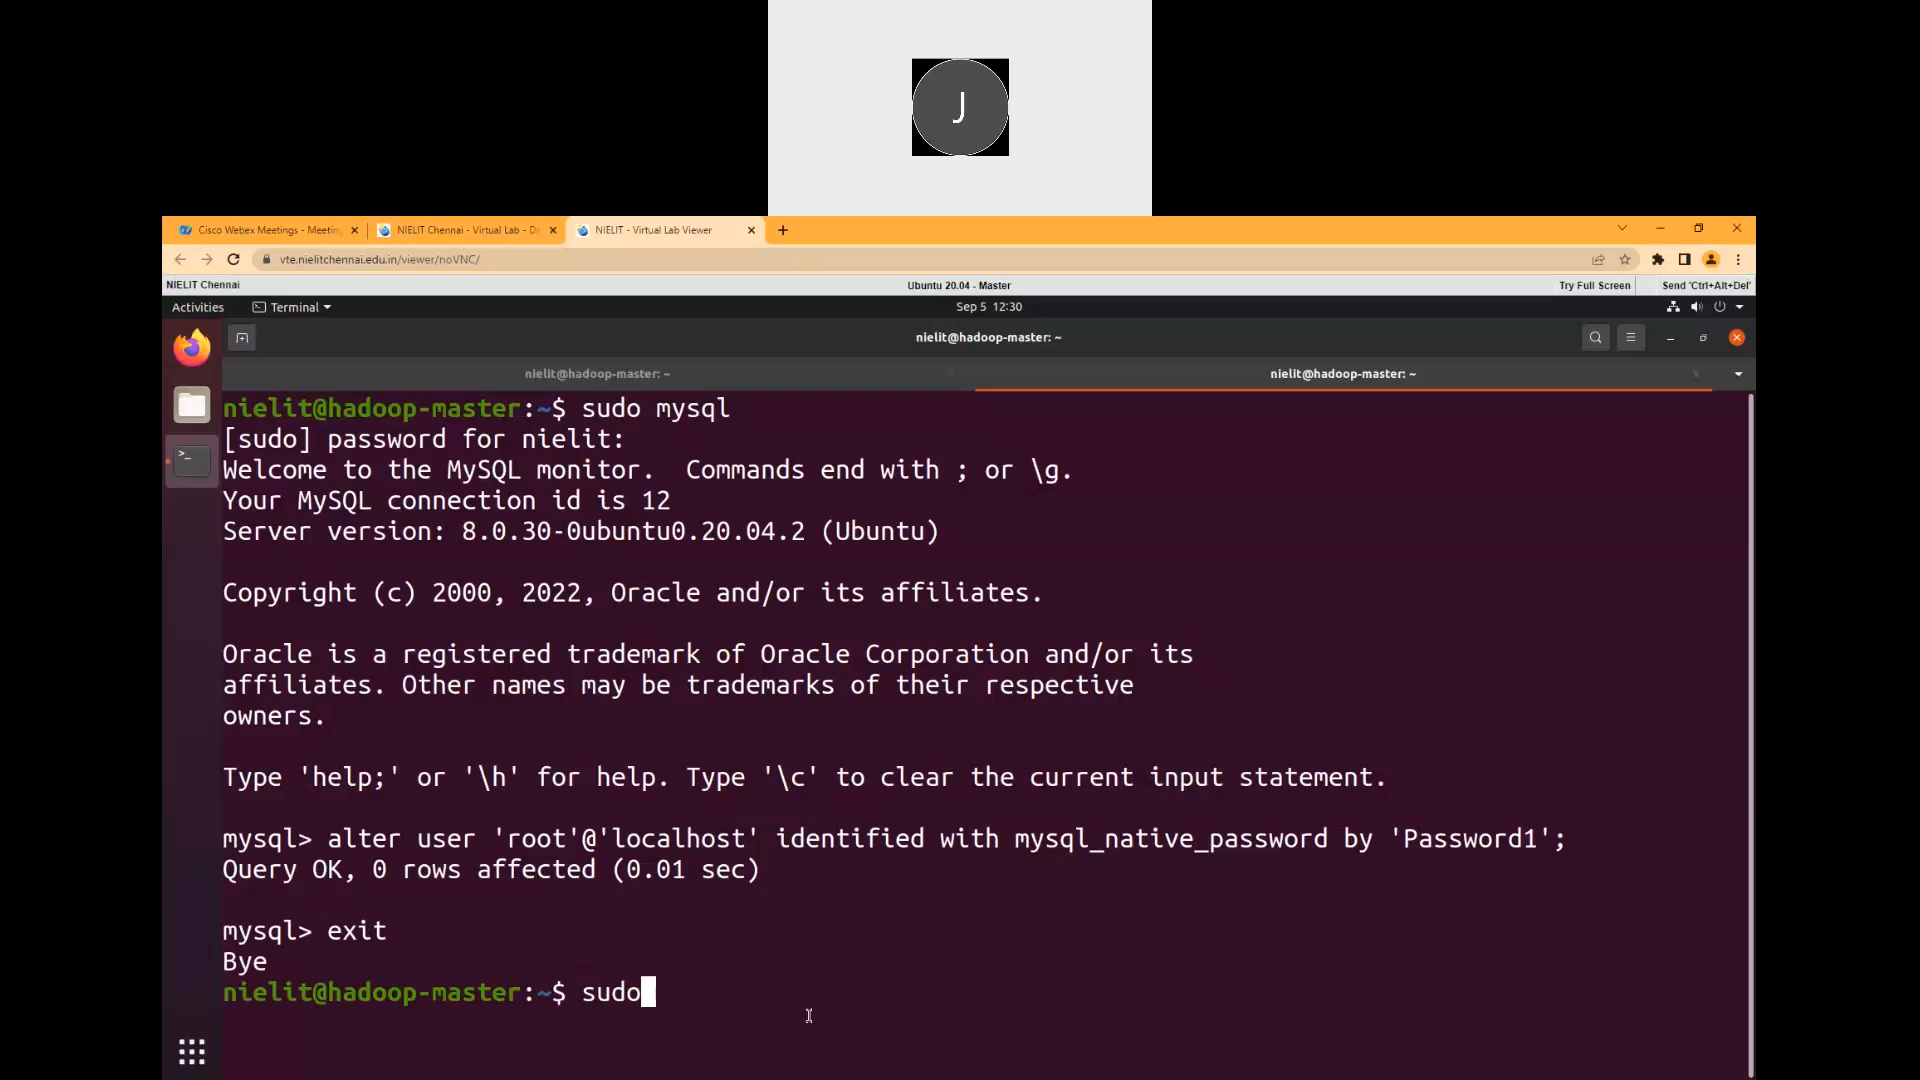 J
Cisco Webex Meetings - Meeting
NIELIT Chennai - Virtual Lab - D
NIELIT - Virtual Lab Viewer
vte.nielitchennai.edu.in/viewer/noVNC/
NIELIT Chennai
Ubuntu 20.04 - Master
Try Full Screen
Send 'Ctrl+Alt+Del'
Activities
Terminal
Sep 5 12:30
nielit@hadoop-master: ~
nielit@hadoop-master: ~
nielit@hadoop-master: ~
nielit@hadoop-master:~$ sudo mysql
[sudo] password for nielit:
Welcome to the MySQL monitor.  Commands end with ; or \g.
Your MySQL connection id is 12
Server version: 8.0.30-0ubuntu0.20.04.2 (Ubuntu)
Copyright (c) 2000, 2022, Oracle and/or its affiliates.
Oracle is a registered trademark of Oracle Corporation and/or its
affiliates. Other names may be trademarks of their respective
owners.
Type 'help;' or '\h' for help. Type '\c' to clear the current input statement.
mysql> alter user 'root'@'localhost' identified with mysql_native_password by 'Password1';
Query OK, 0 rows affected (0.01 sec)
mysql> exit
Bye
nielit@hadoop-master:~$ sudo